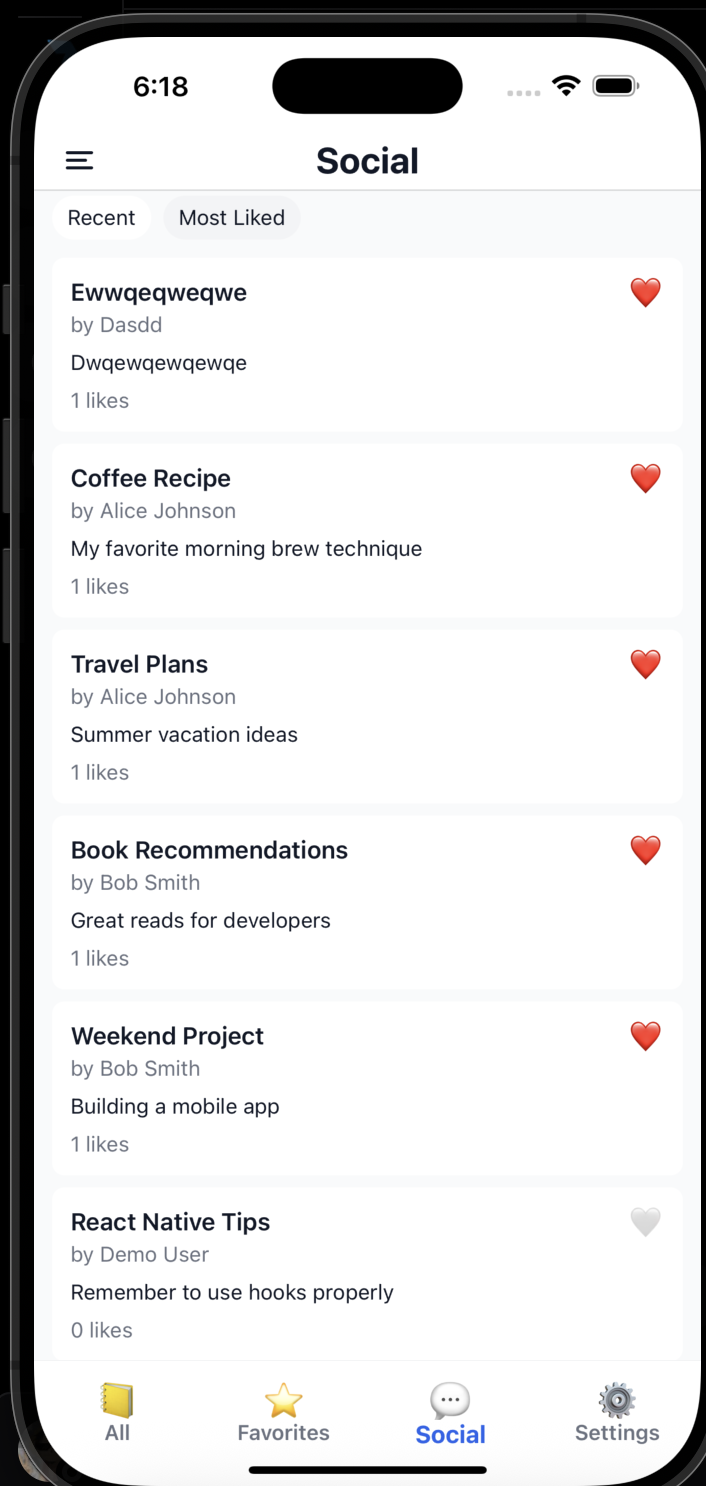 6:18
Social
Recent
Most Liked
Ewwqeqweqwe
by Dasdd
Dwqewqewqewqe
1 likes
Coffee Recipe
by Alice Johnson
My favorite morning brew technique
1 likes
Travel Plans
by Alice Johnson
Summer vacation ideas
1 likes
Book Recommendations
by Bob Smith
Great reads for developers
1 likes
Weekend Project
by Bob Smith
Building a mobile app
1 likes
React Native Tips
by Demo User
Remember to use hooks properly
0 likes
All
Favorites
Social
Settings